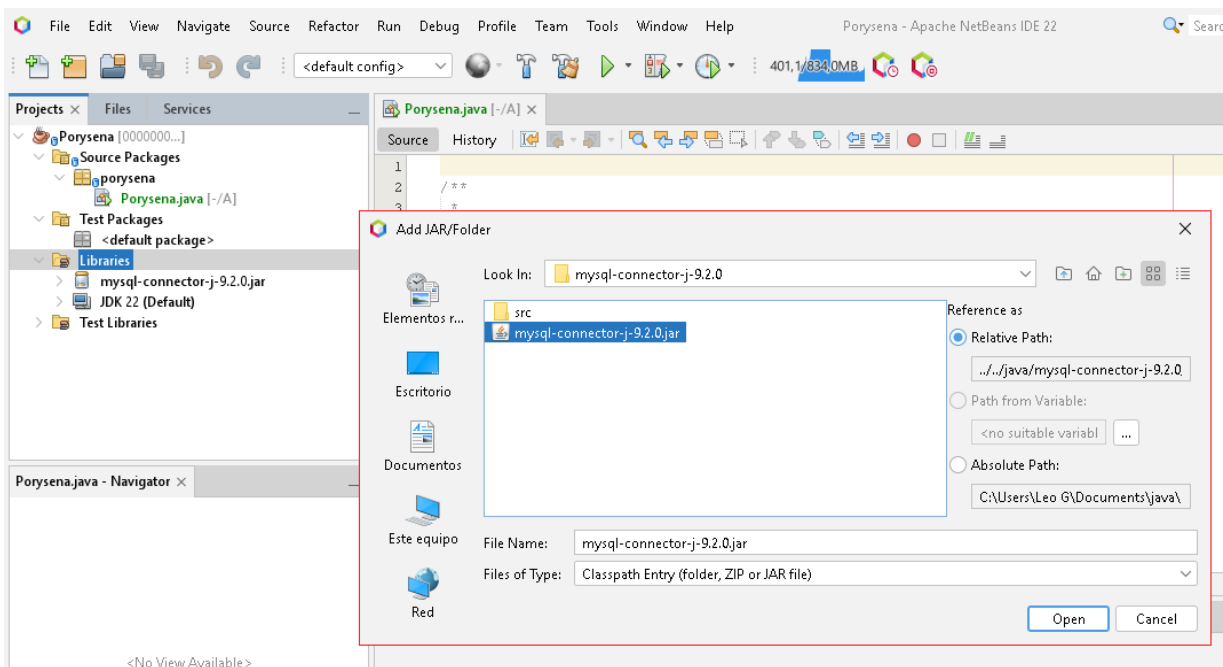 File Edit View Navigate Source Refactor Run Debug Profile Team Tools Window Help Porysena - Apache NetBeans IDE 22 Searc
<default config> 401,1/834,0MB
Projects Files Services
Porysena [0000000...]
Source Packages
porysena
Porysena.java [-/A]
Test Packages
<default package>
Libraries
mysql-connector-j-9.2.0.jar
JDK 22 (Default)
Test Libraries
Porysena.java [-/A]
Source History
1
2 /**
3 *
Add JAR/Folder
Look In: mysql-connector-j-9.2.0
Elementos r...
Escritorio
Documentos
Este equipo
Red
src
mysql-connector-j-9.2.0.jar
Reference as
Relative Path:
../../java/mysql-connector-j-9.2.0.
Path from Variable:
<no suitable variabl ...
Absolute Path:
C:\Users\Leo G\Documents\java\
File Name: mysql-connector-j-9.2.0.jar
Files of Type: Classpath Entry (folder, ZIP or JAR file)
Open Cancel
Porysena.java - Navigator
<No View Available>